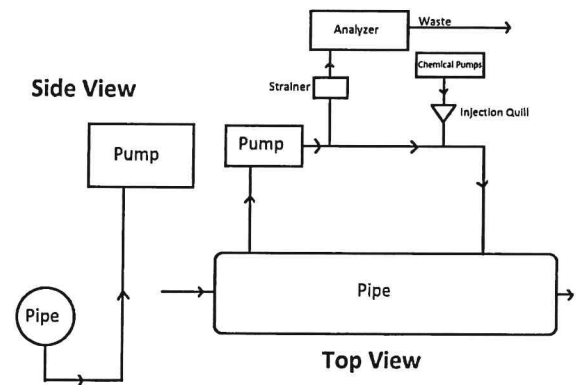 Analyzer
Waste
Chemical Pumps
Side View
Strainer
Injection Quill
Pump
Pump
Pipe
Pipe
Top View